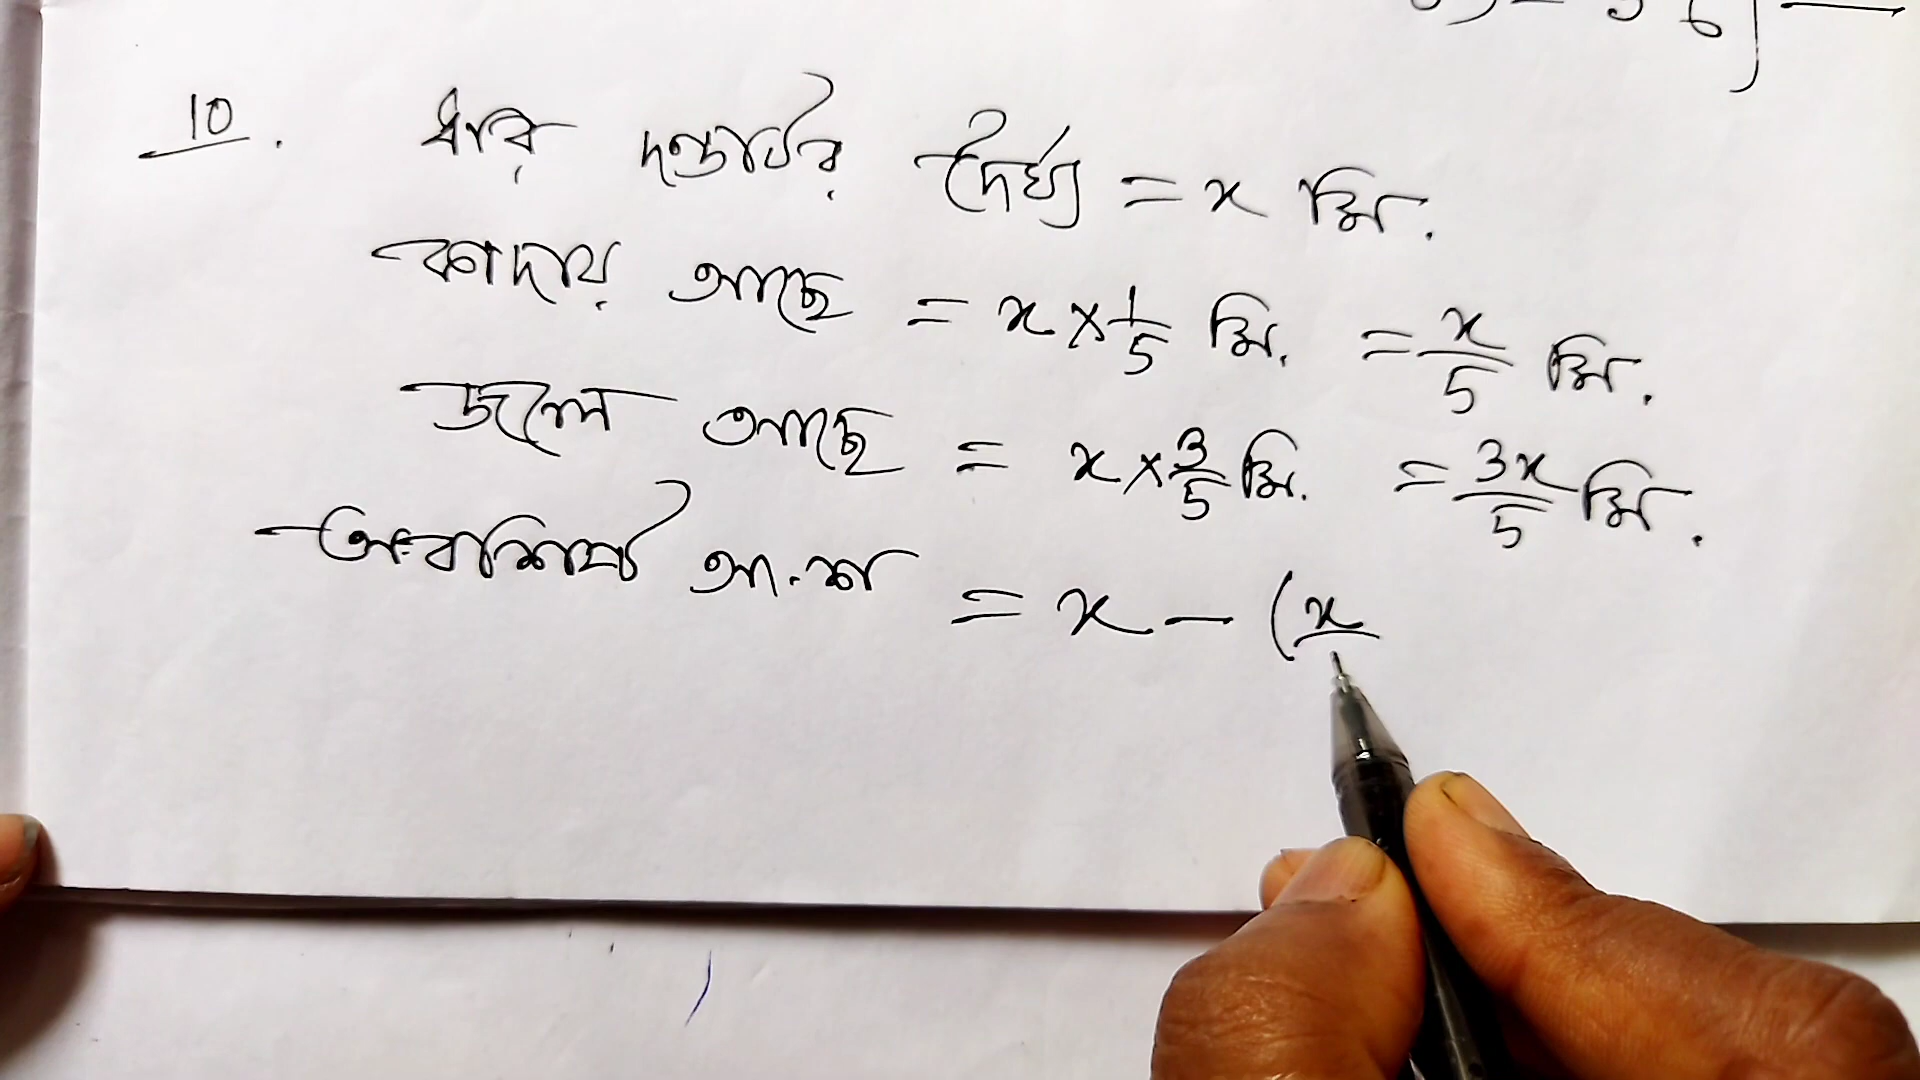 10. ধরি দণ্ডটির দৈর্ঘ্য = x মি.
কাদায় আছে = x × 1/5 মি. = x/5 মি.
জলে আছে = x × 3/5 মি. = 3x/5 মি.
অবশিষ্ট অংশ = x - (x/